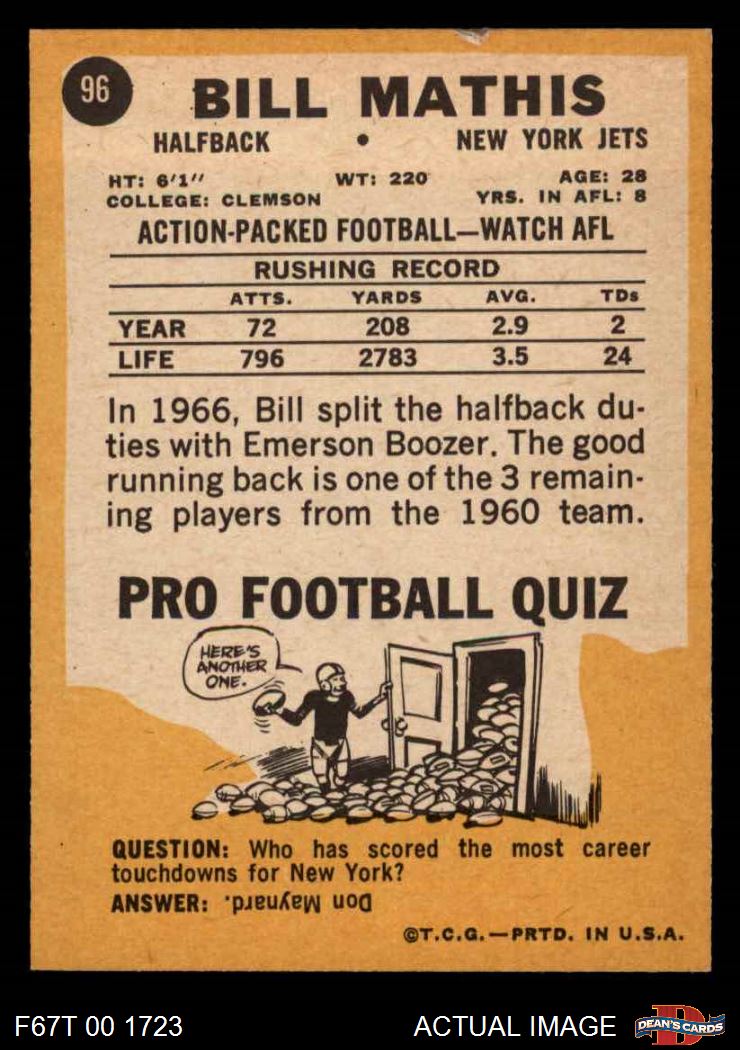 96
BILL MATHIS
HALFBACK • NEW YORK JETS
HT: 6'1" WT: 220 AGE: 28
COLLEGE: CLEMSON YRS. IN AFL: 8
ACTION-PACKED FOOTBALL—WATCH AFL
RUSHING RECORD
ATTS. YARDS AVG. TDs
YEAR 72 208 2.9 2
LIFE 796 2783 3.5 24
In 1966, Bill split the halfback du-
ties with Emerson Boozer. The good
running back is one of the 3 remain-
ing players from the 1960 team.
PRO FOOTBALL QUIZ
HERE'S
ANOTHER
ONE.
QUESTION: Who has scored the most career
touchdowns for New York?
ANSWER: Don Maynard.
©T.C.G.—PRTD. IN U.S.A.
F67T 00 1723 ACTUAL IMAGE
DEAN'S CARDS